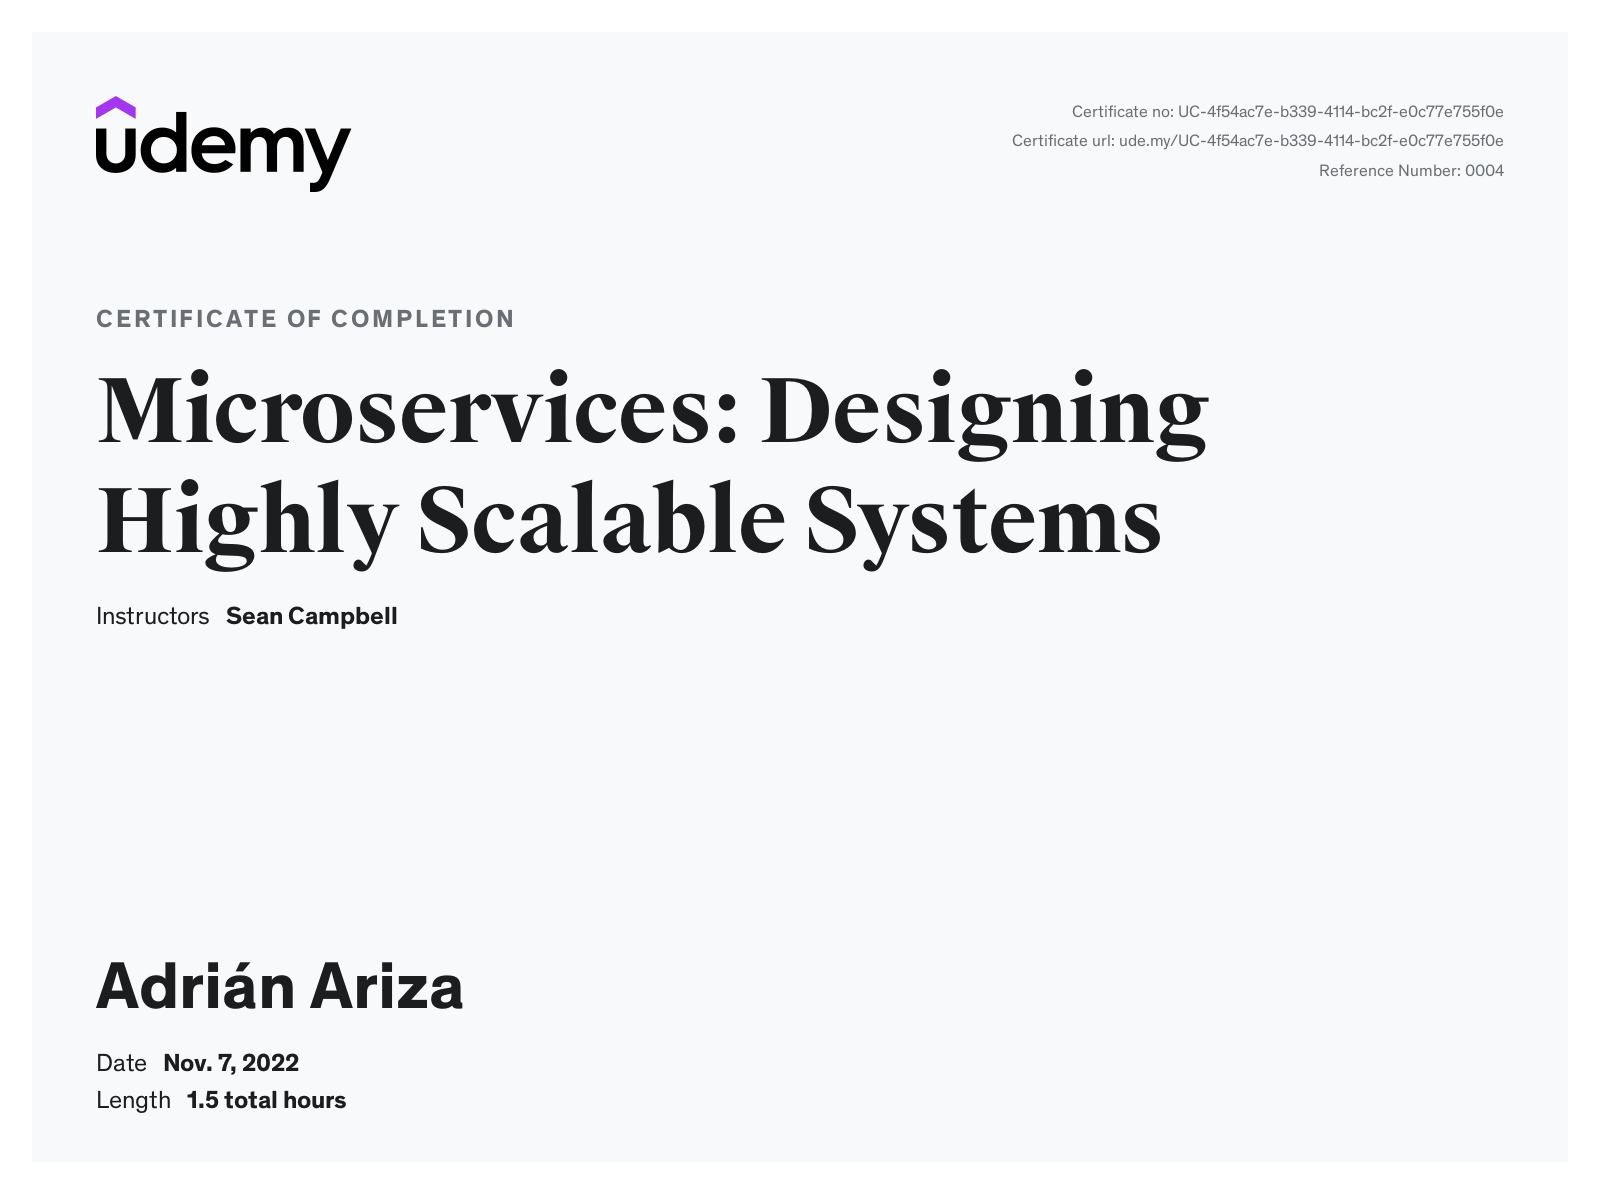 udemy
Certificate no: UC-4f54ac7e-b339-4114-bc2f-e0c77e755f0e
Certificate url: ude.my/UC-4f54ac7e-b339-4114-bc2f-e0c77e755f0e
Reference Number: 0004
CERTIFICATE OF COMPLETION
Microservices: Designing
Highly Scalable Systems
Instructors Sean Campbell
Adrián Ariza
Date Nov. 7, 2022
Length 1.5 total hours